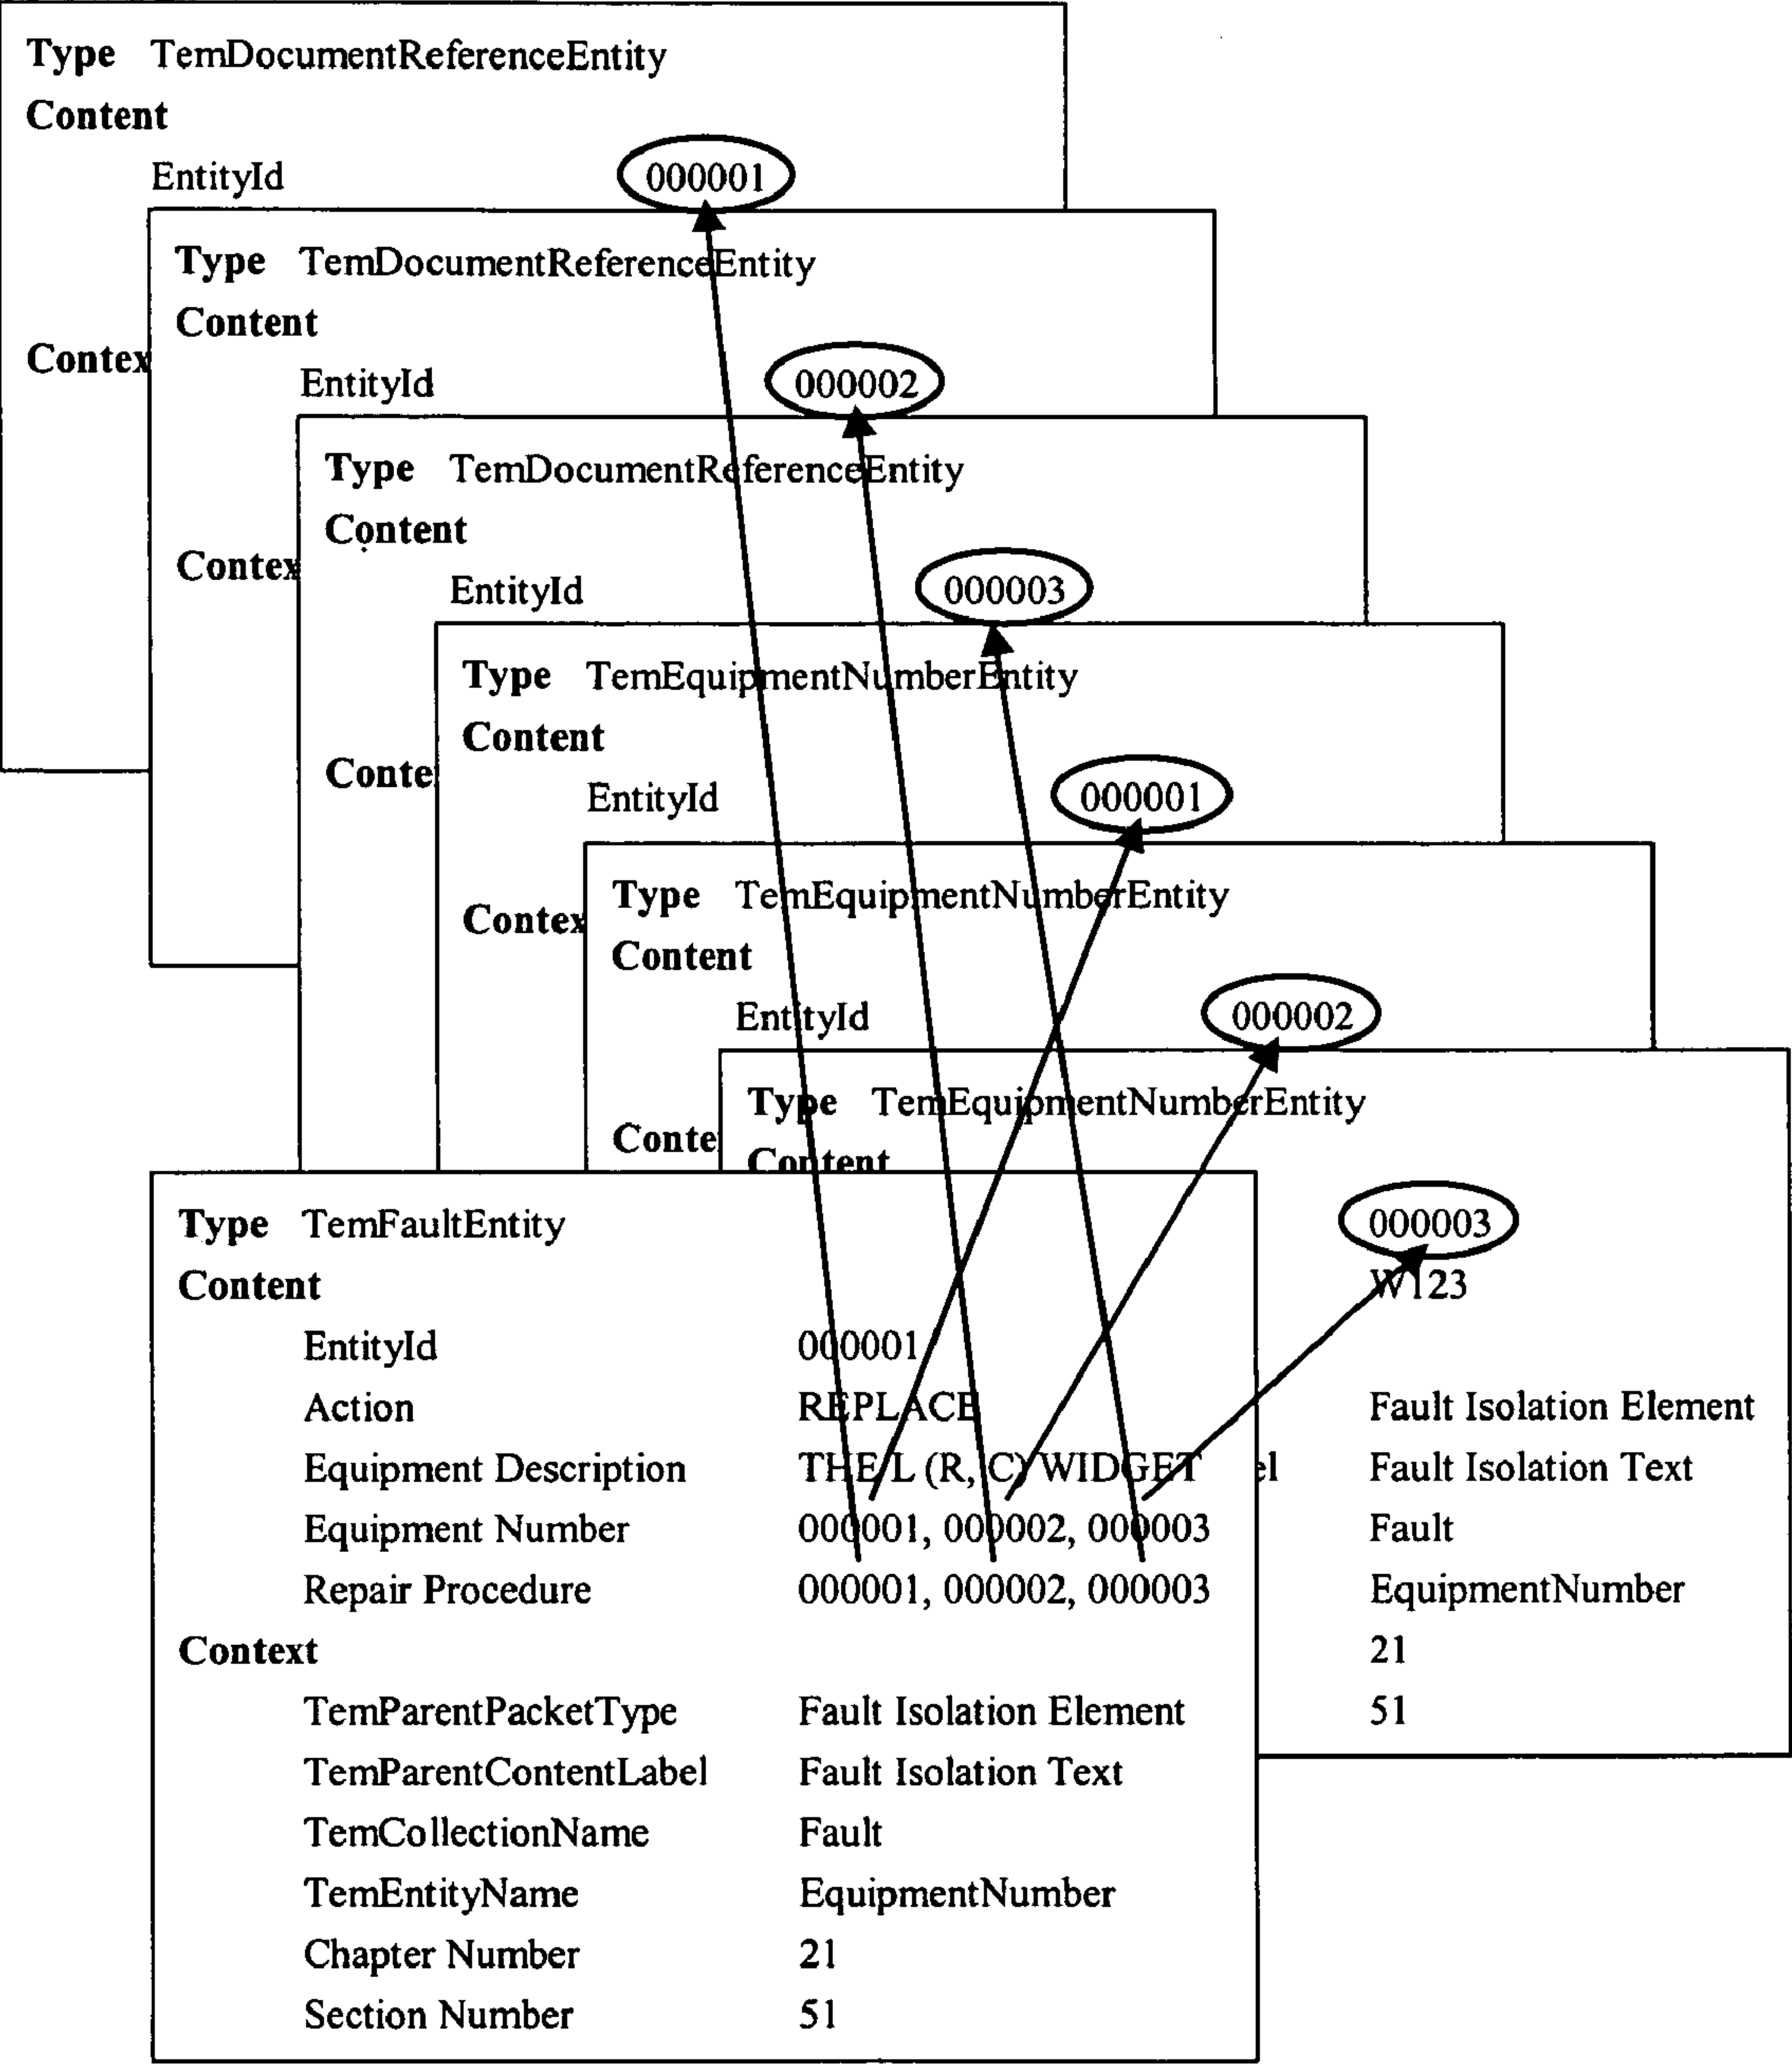 Type TemDocumentReferenceEntity
Content
EntityId 000001
Type TemDocumentReferenceEntity
Content
Contex
EntityId 000002
Type TemDocumentReferenceEntity
Content
Contex
EntityId 000003
Type TemEquipmentNumberEntity
Content
Conte
EntityId 000001
Type TemEquipmentNumberEntity
Contex
Content
EntityId 000002
Type TemEquipmentNumberEntity
Conte
Content
000003
W123
Fault Isolation Element
el Fault Isolation Text
Fault
EquipmentNumber
21
51
Type TemFaultEntity
Content
EntityId 000001
Action REPLACE
Equipment Description THE L (R, C) WIDGET
Equipment Number 000001, 000002, 000003
Repair Procedure 000001, 000002, 000003
Context
TemParentPacketType Fault Isolation Element
TemParentContentLabel Fault Isolation Text
TemCollectionName Fault
TemEntityName EquipmentNumber
Chapter Number 21
Section Number 51